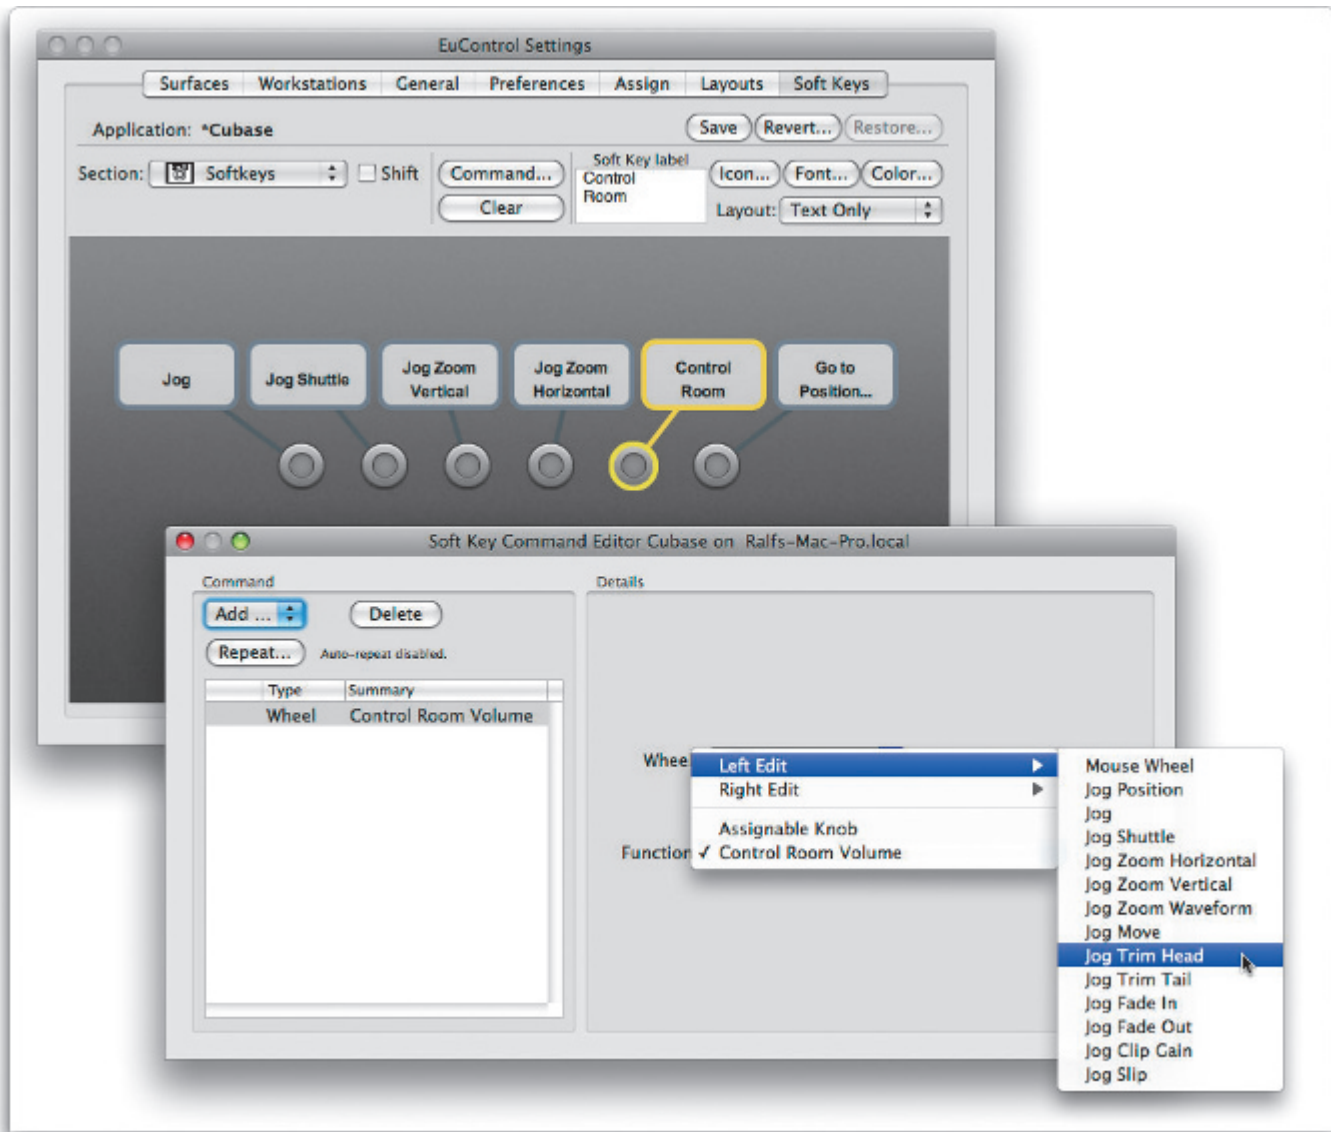 EuControl Settings
Surfaces Workstations General Preferences Assign Layouts Soft Keys
Application: *Cubase Save Revert... Restore...
Section: Softkeys Shift Command... Clear
Soft Key label
Control
Room
Icon... Font... Color...
Layout: Text Only
Jog
Jog Shuttle
Jog Zoom
Vertical
Jog Zoom
Horizontal
Control
Room
Go to
Position...
Soft Key Command Editor Cubase on Ralfs-Mac-Pro.local
Command
Add ... Delete
Repeat... Auto-repeat disabled.
Type Summary
Wheel Control Room Volume
Details
Whee
Function
Left Edit
Right Edit
Assignable Knob
✓ Control Room Volume
Mouse Wheel
Jog Position
Jog
Jog Shuttle
Jog Zoom Horizontal
Jog Zoom Vertical
Jog Zoom Waveform
Jog Move
Jog Trim Head
Jog Trim Tail
Jog Fade In
Jog Fade Out
Jog Clip Gain
Jog Slip